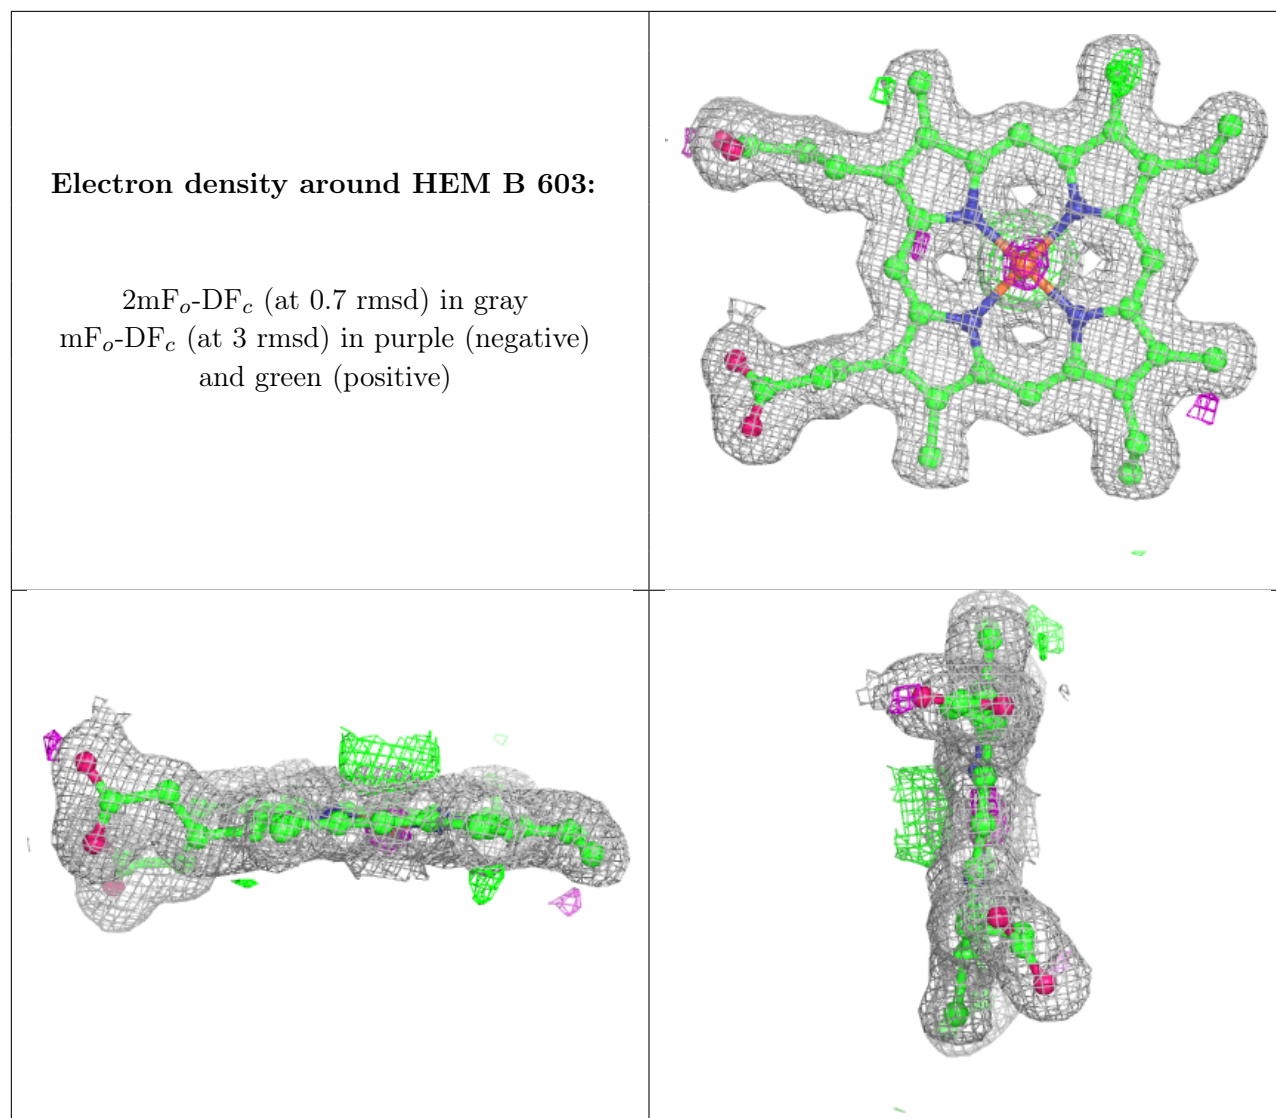 Electron density around HEM B 603:
2mFo-DFc (at 0.7 rmsd) in gray
mFo-DFc (at 3 rmsd) in purple (negative)
and green (positive)